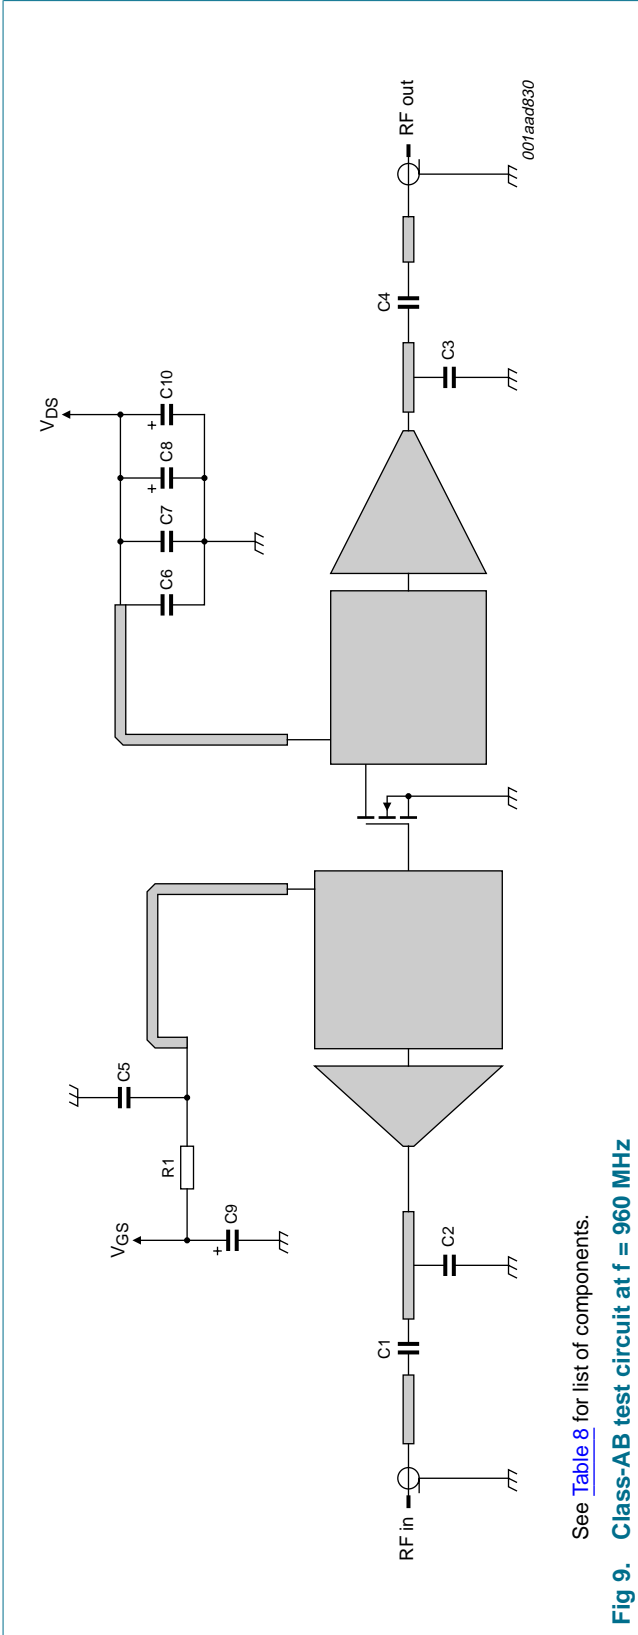 VDS
C6
C7
C8
+
C10
+
C5
R1
VGS
C9
+
RF in
C1
C2
C3
C4
RF out
001aad830
See Table 8 for list of components.
Fig 9. Class-AB test circuit at f = 960 MHz